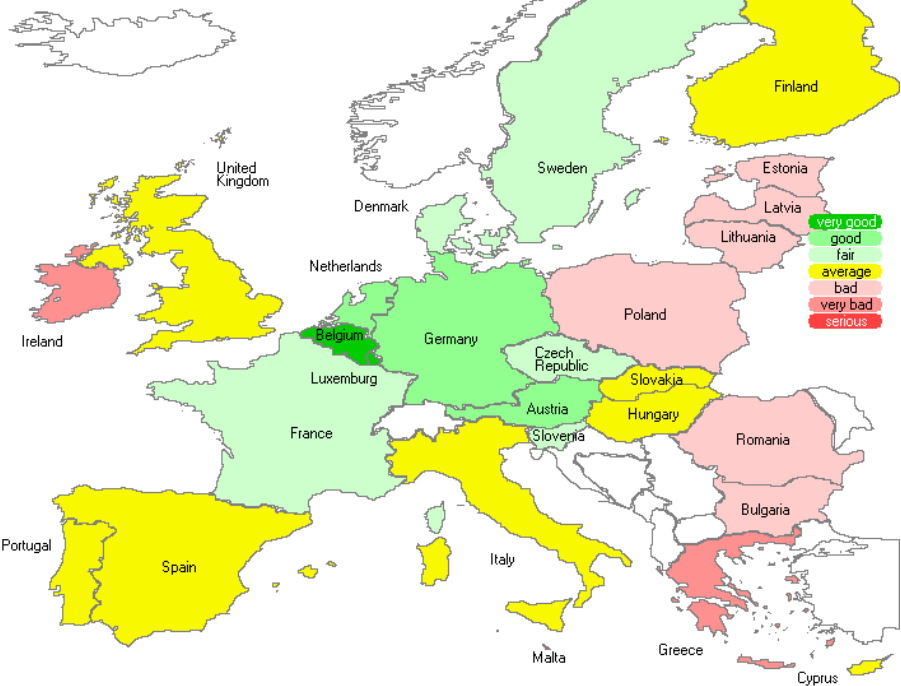 Finland
United
Kingdom
Estonia
Sweden
Denmark
Latvia
very good
Lithuania
good
fair
Netherlands
average
bad
very bad
serious
Poland
Ireland
Belgium
Germany
Czech
Republic
Luxemburg
Slovakia
Austria
Hungary
France
Slovenia
Romania
Bulgaria
Portugal
Spain
Italy
Malta
Greece
Cyprus